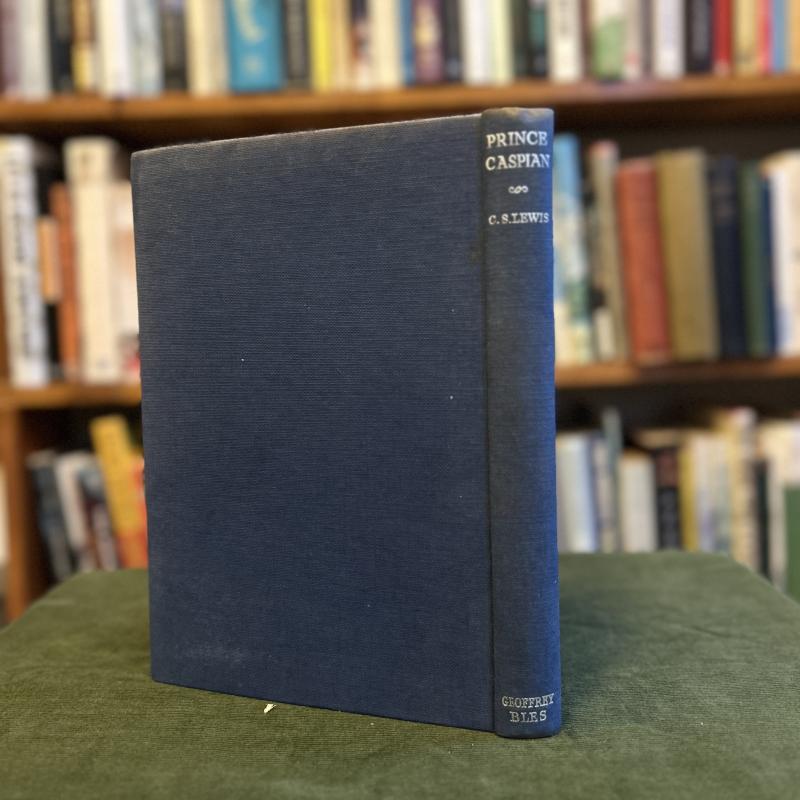 PRINCE
CASPIAN
C.S.LEWIS
GEOFFREY
BLES